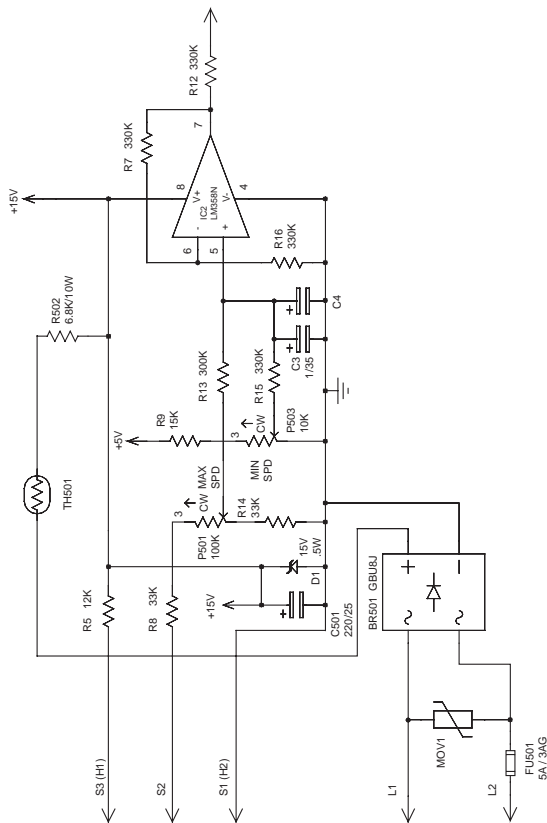 +15V
R502
6.8K/10W
TH501
R7 330K
R12 330K
7
8
V+
IC2
LM358N
V-
4
-
+
6
5
R16
330K
+5V
R9
15K
R13 300K
R15 330K
+
C3
1/35
+
C4
3
CW
MIN
SPD
P503
10K
3
CW
MAX
SPD
P501
100K
R14
33K
R5 12K
R8 33K
+15V
+
C501
220/25
15V
.5W
D1
S3 (H1)
S2
S1 (H2)
BR501 GBU8J
+
-
~
~
MOV1
L1
L2
FU501
5A / 3AG